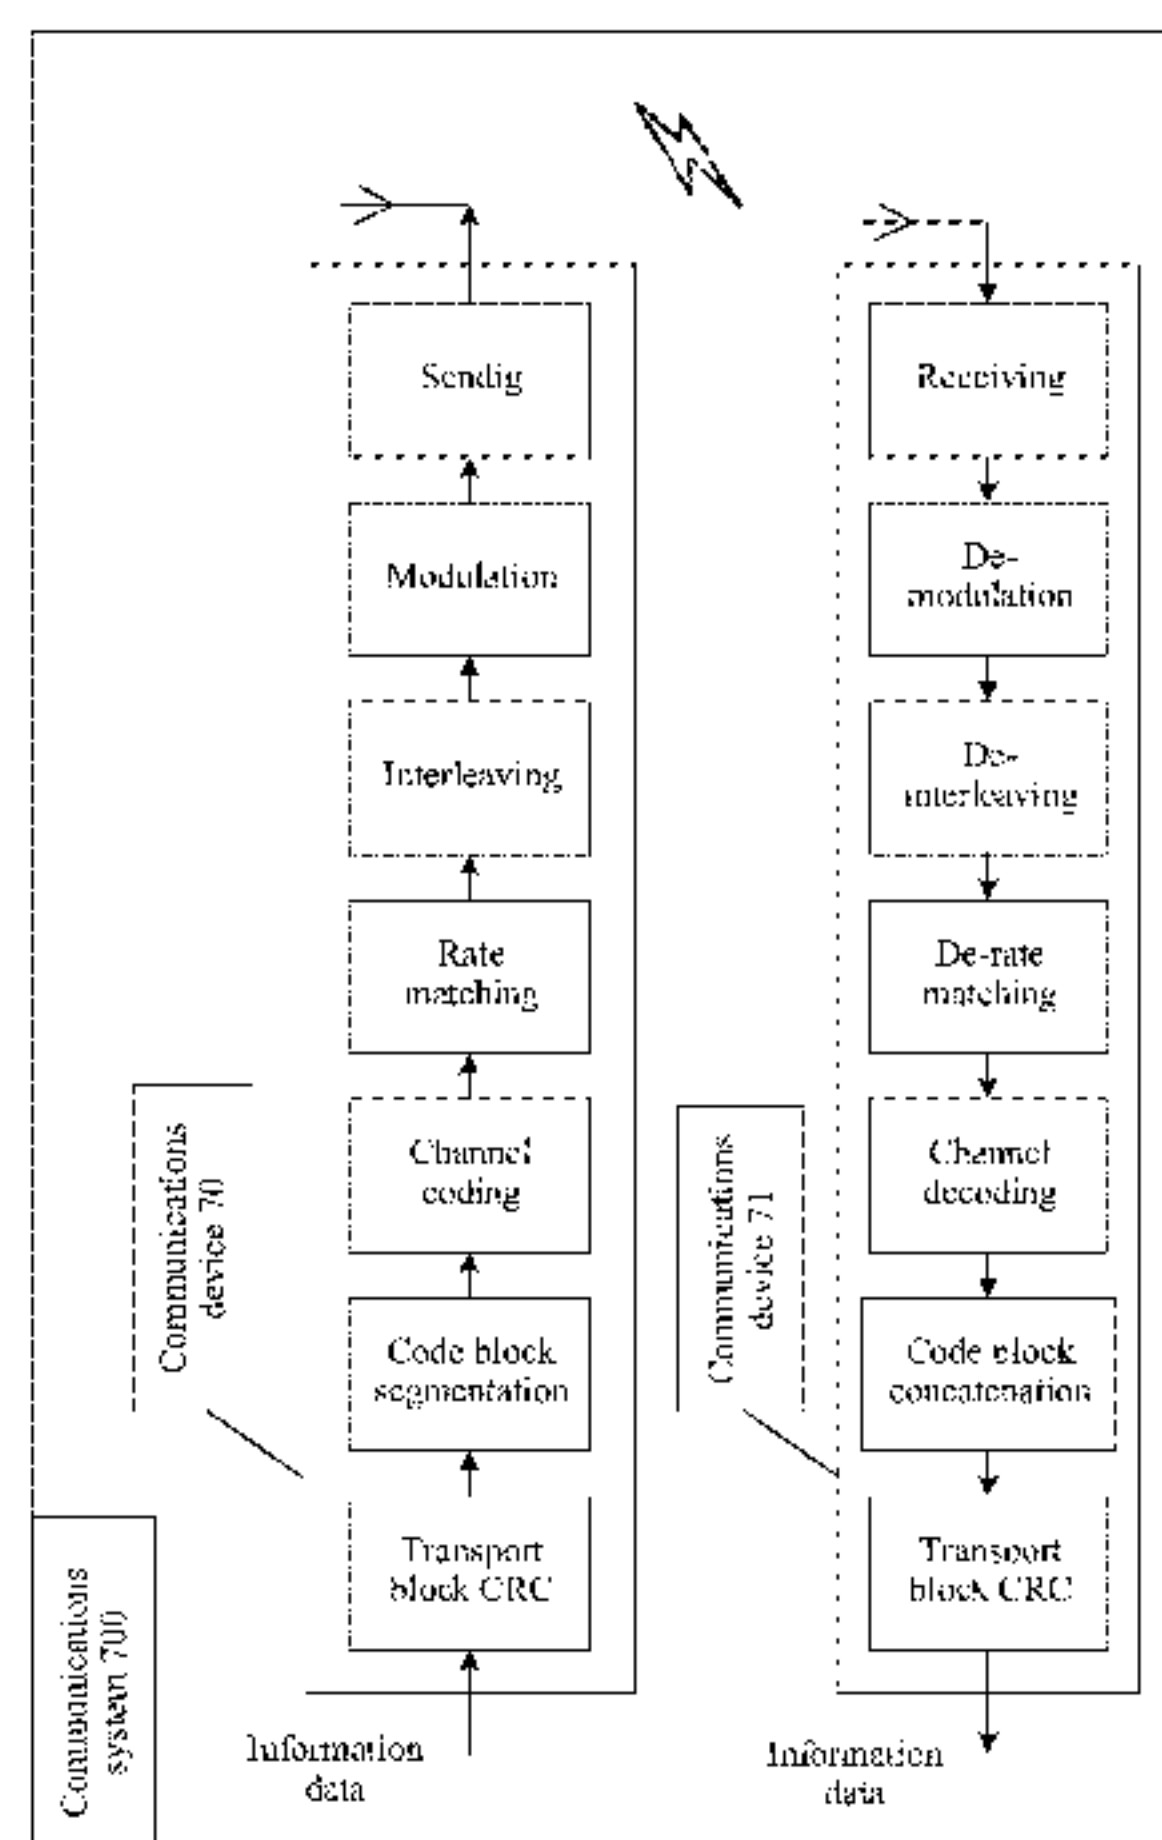 Sendig
Modulation
Interleaving
Rate
matching
Channel
coding
Code block
segmentation
Transport
block CRC
Information
data
Communications
device 70
Receiving
De-
modulation
De-
interleaving
De-rate
matching
Channel
decoding
Code block
concatenation
Transport
block CRC
Information
data
Communications
device 71
Communications
system 700